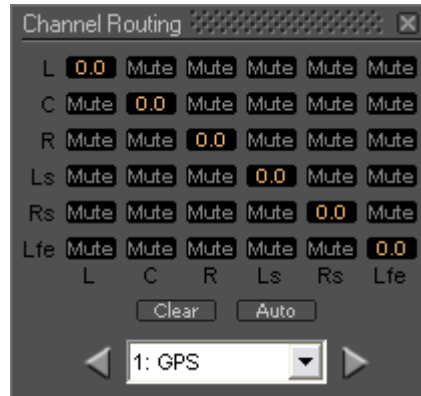 Channel Routing
L 0.0 Mute Mute Mute Mute Mute
C Mute 0.0 Mute Mute Mute Mute
R Mute Mute 0.0 Mute Mute Mute
Ls Mute Mute Mute 0.0 Mute Mute
Rs Mute Mute Mute Mute 0.0 Mute
Lfe Mute Mute Mute Mute Mute 0.0
L C R Ls Rs Lfe
Clear Auto
1: GPS